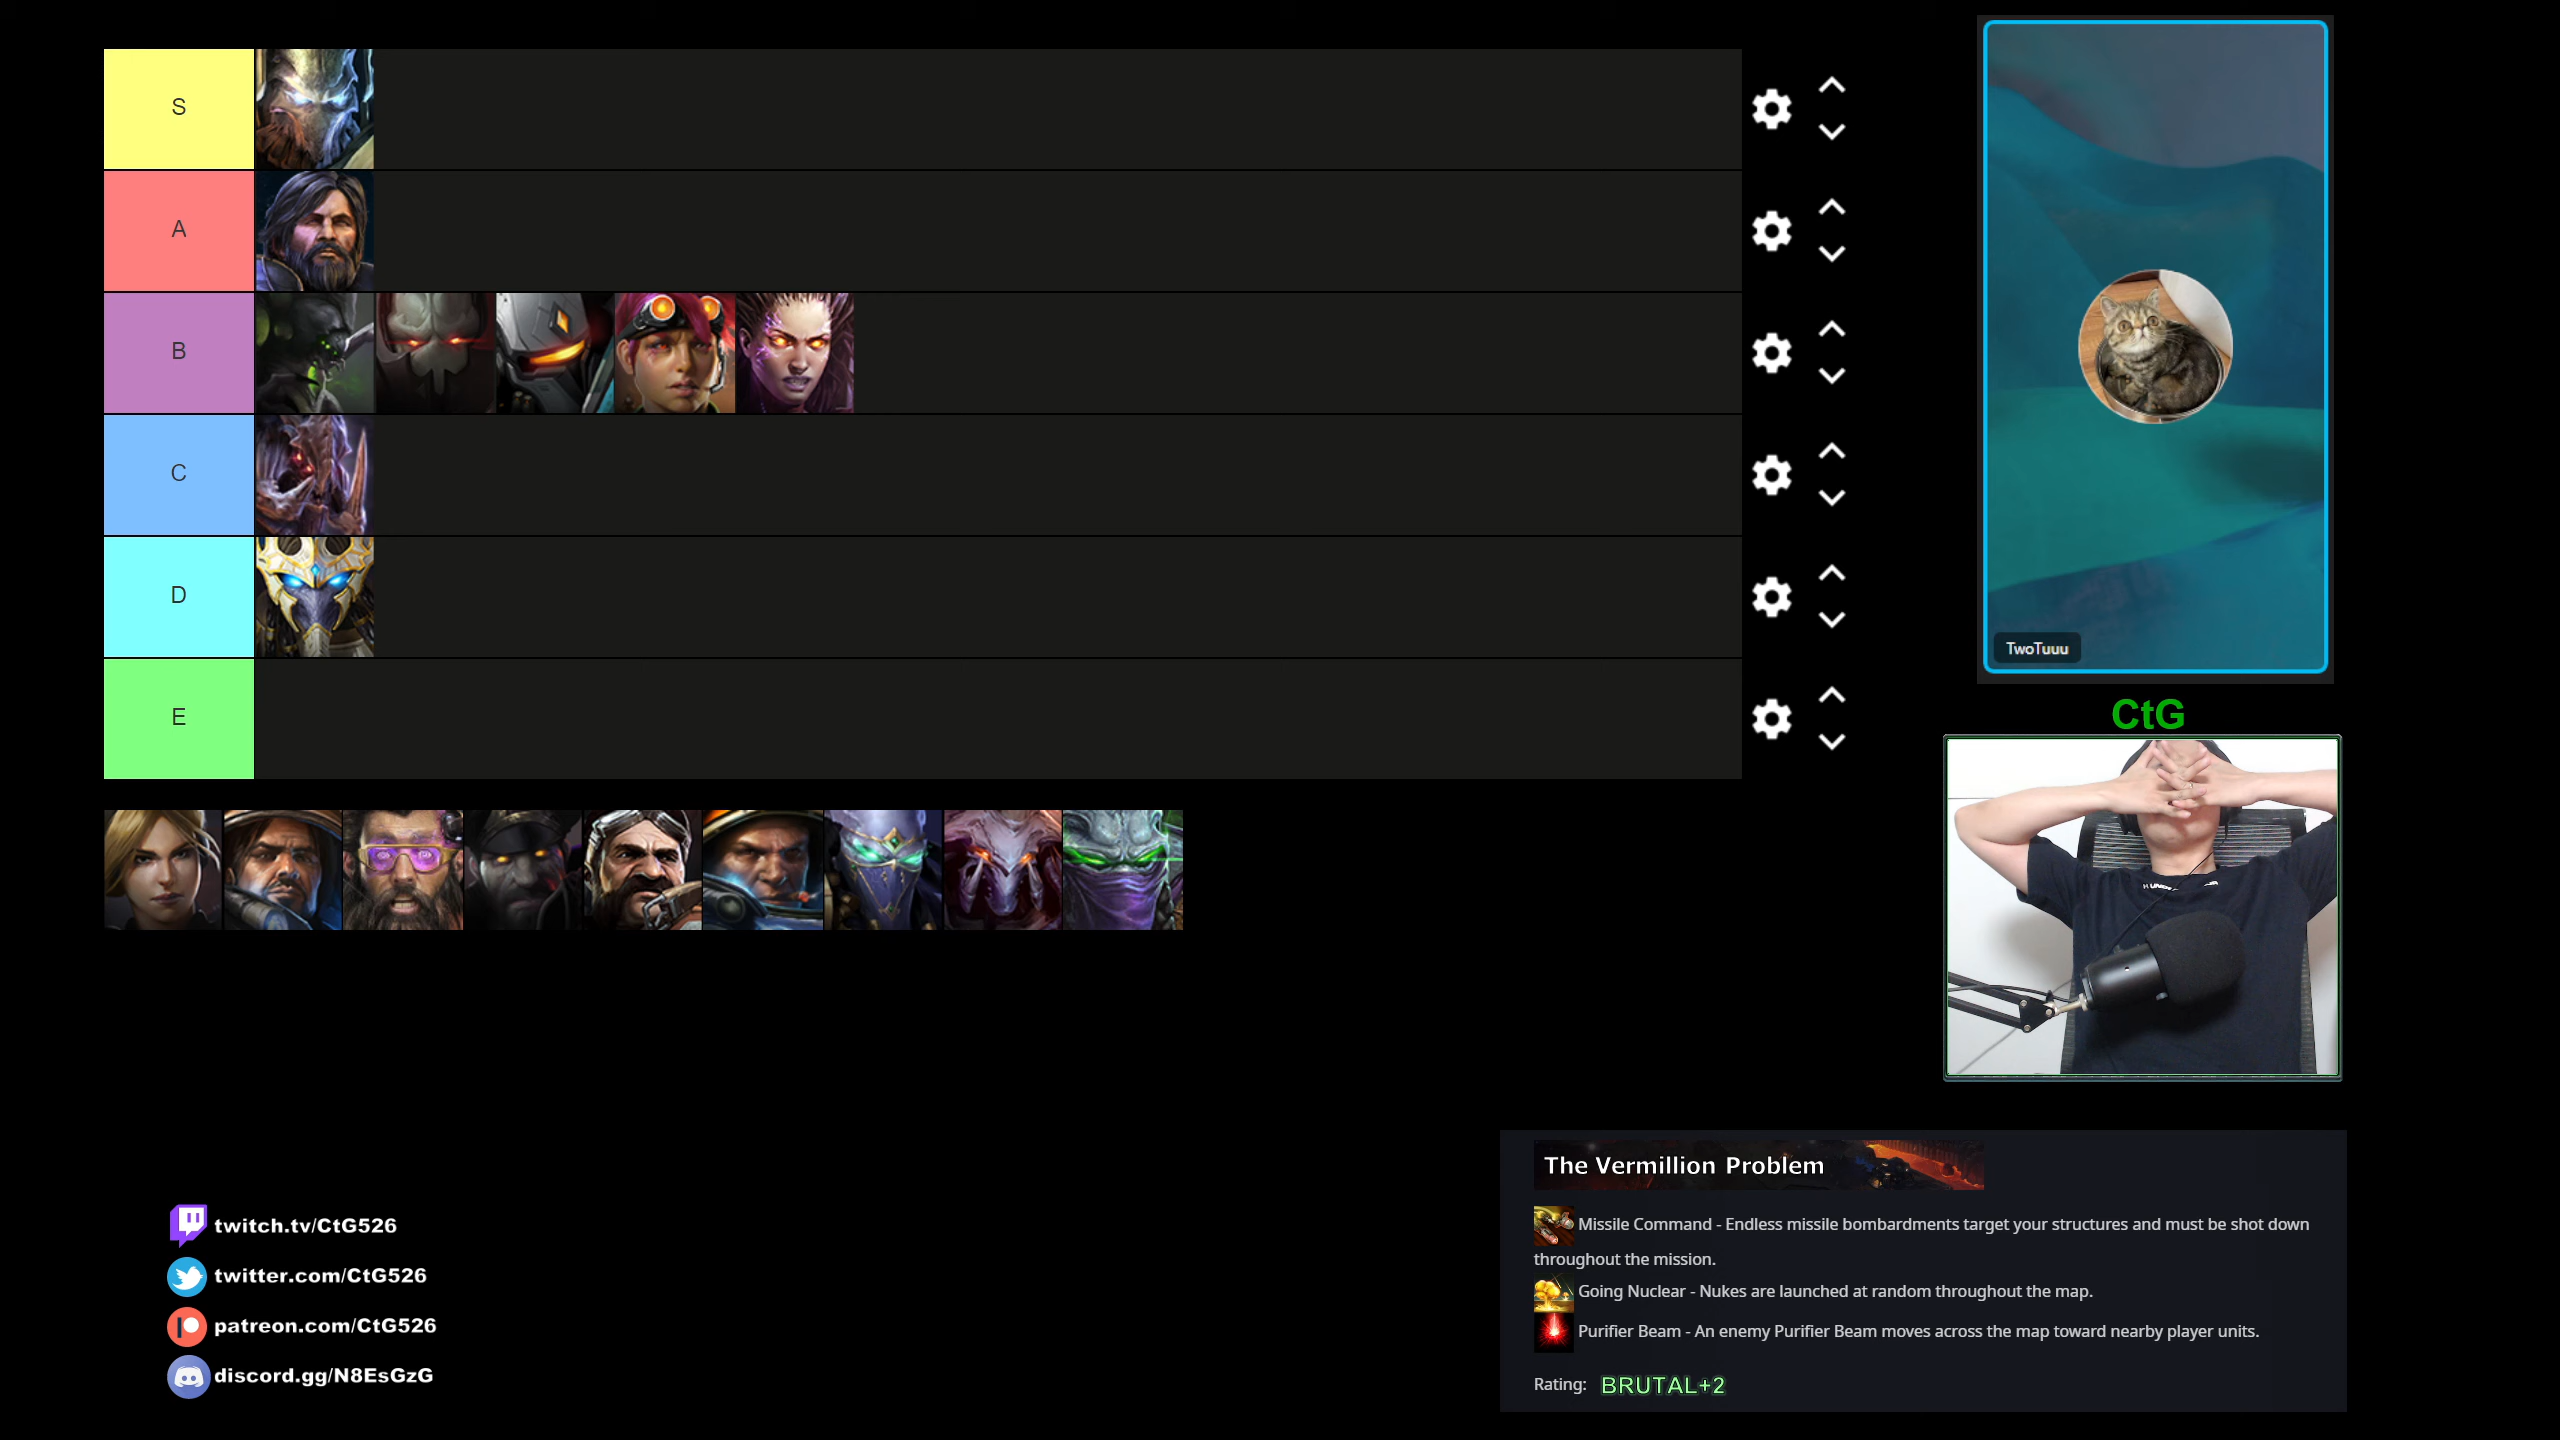 S
A
B
C
D
E
TwoTuuu
CtG
The Vermillion Problem
Missile Command - Endless missile bombardments target your structures and must be shot down
throughout the mission.
Going Nuclear - Nukes are launched at random throughout the map.
Purifier Beam - An enemy Purifier Beam moves across the map toward nearby player units.
Rating: BRUTAL+2
twitch.tv/CtG526
twitter.com/CtG526
patreon.com/CtG526
discord.gg/N8EsGzG